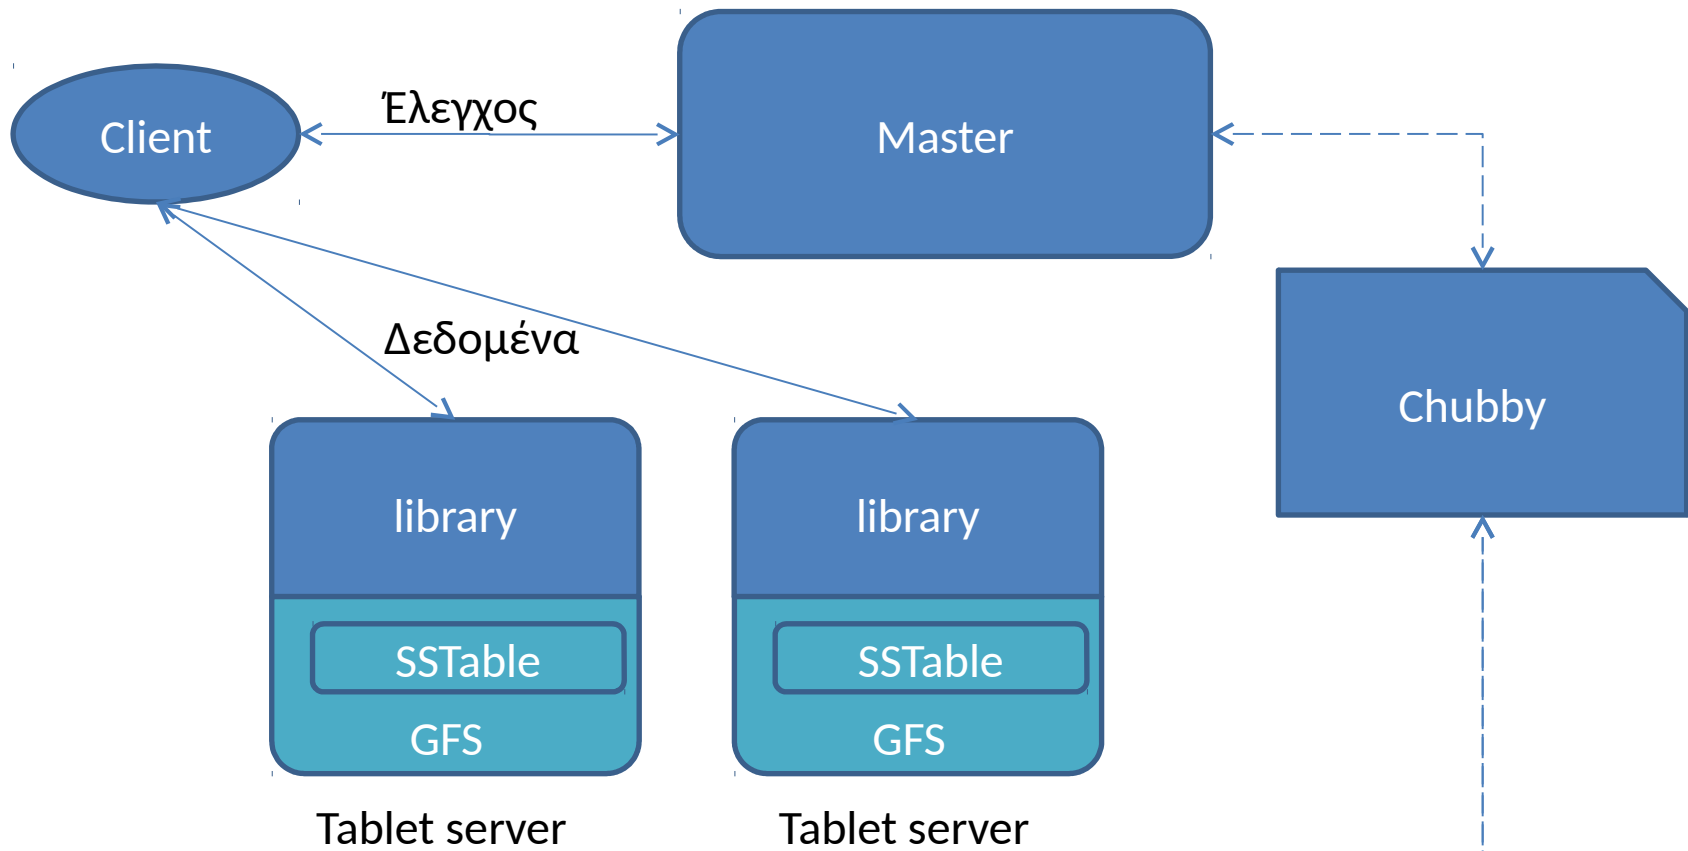 Client
Έλεγχος
Master
Δεδομένα
Chubby
library
library
SSTable
SSTable
GFS
GFS
Tablet server
Tablet server